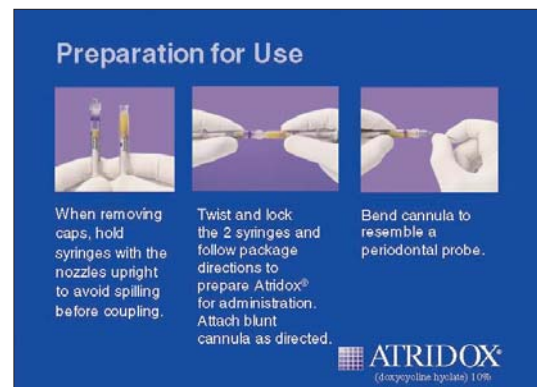 Preparation for Use
When removing
caps, hold
syringes with the
nozzles upright
to avoid spilling
before coupling.
Twist and lock
the 2 syringes and
follow package
directions to
prepare Atridox®
for administration.
Attach blunt
cannula as directed.
Bend cannula to
resemble a
periodontal probe.
ATRIDOX®
(doxycycline hyclate) 10%